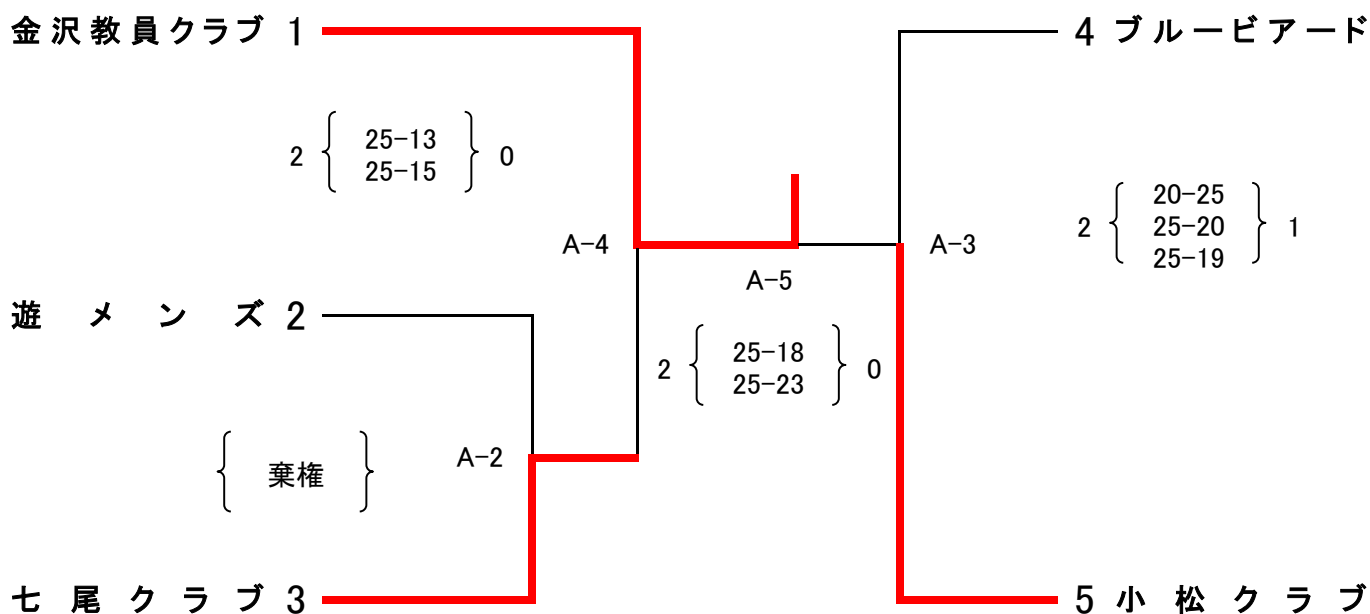 金沢教員クラブ 1
4 ブルービアード
2 { 25-13 25-15 } 0
2 { 20-25 25-20 25-19 } 1
A-4
A-3
A-5
遊メンズ 2
2 { 25-18 25-23 } 0
A-2
{ 棄権 }
七尾クラブ 3
5 小松クラブ